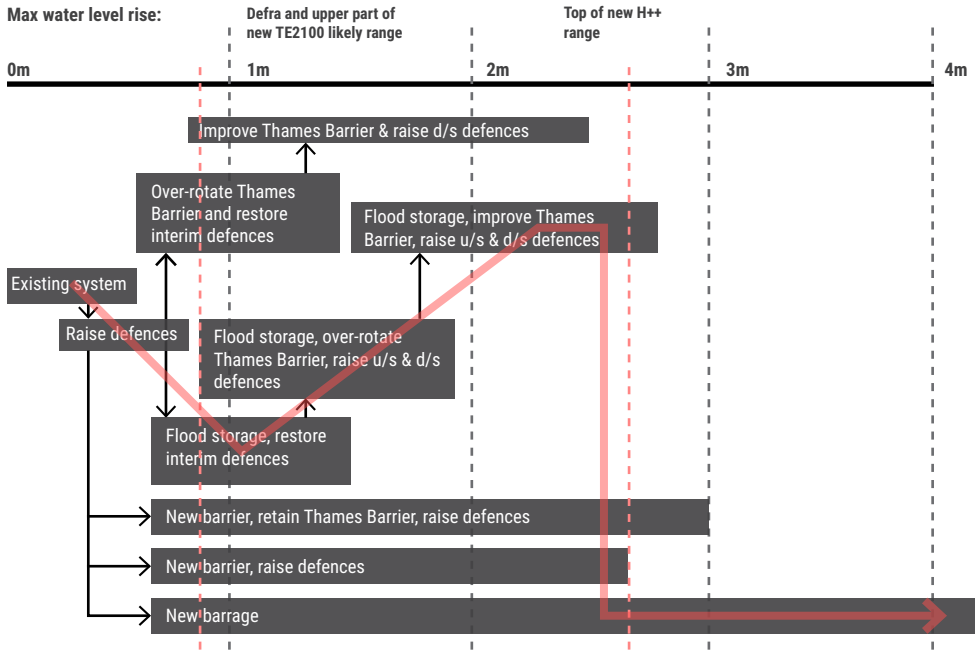 Max water level rise:
Defra and upper part of
new TE2100 likely range
Top of new H++
range
0m
1m
2m
3m
4m
Improve Thames Barrier & raise d/s defences
Over-rotate Thames
Barrier and restore
interim defences
Flood storage, improve Thames
Barrier, raise u/s & d/s defences
Existing system
Raise defences
Flood storage, over-rotate
Thames Barrier, raise u/s & d/s
defences
Flood storage, restore
interim defences
New barrier, retain Thames Barrier, raise defences
New barrier, raise defences
New barrage